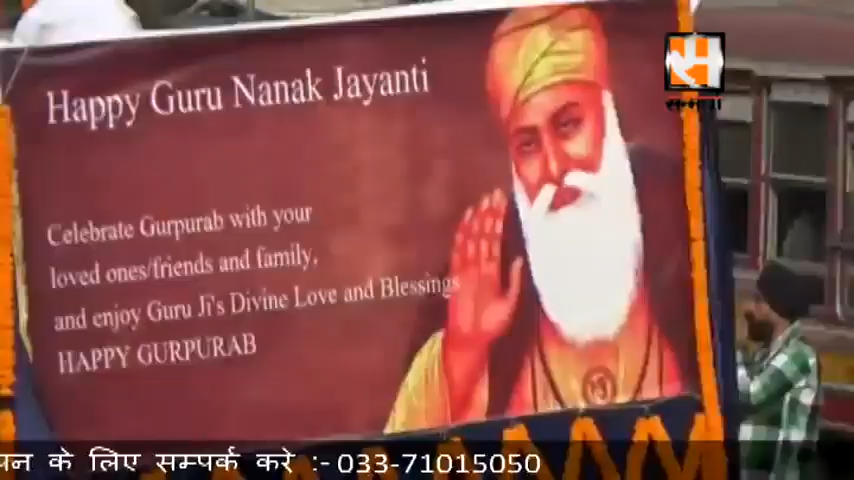 Happy Guru Nanak Jayanti
Celebrate Gurpurab with your
loved ones/friends and family,
and enjoy Guru Ji's Divine Love and Blessings
HAPPY GURPURAB
के लिए सम्पर्क करे :- 033-71015050